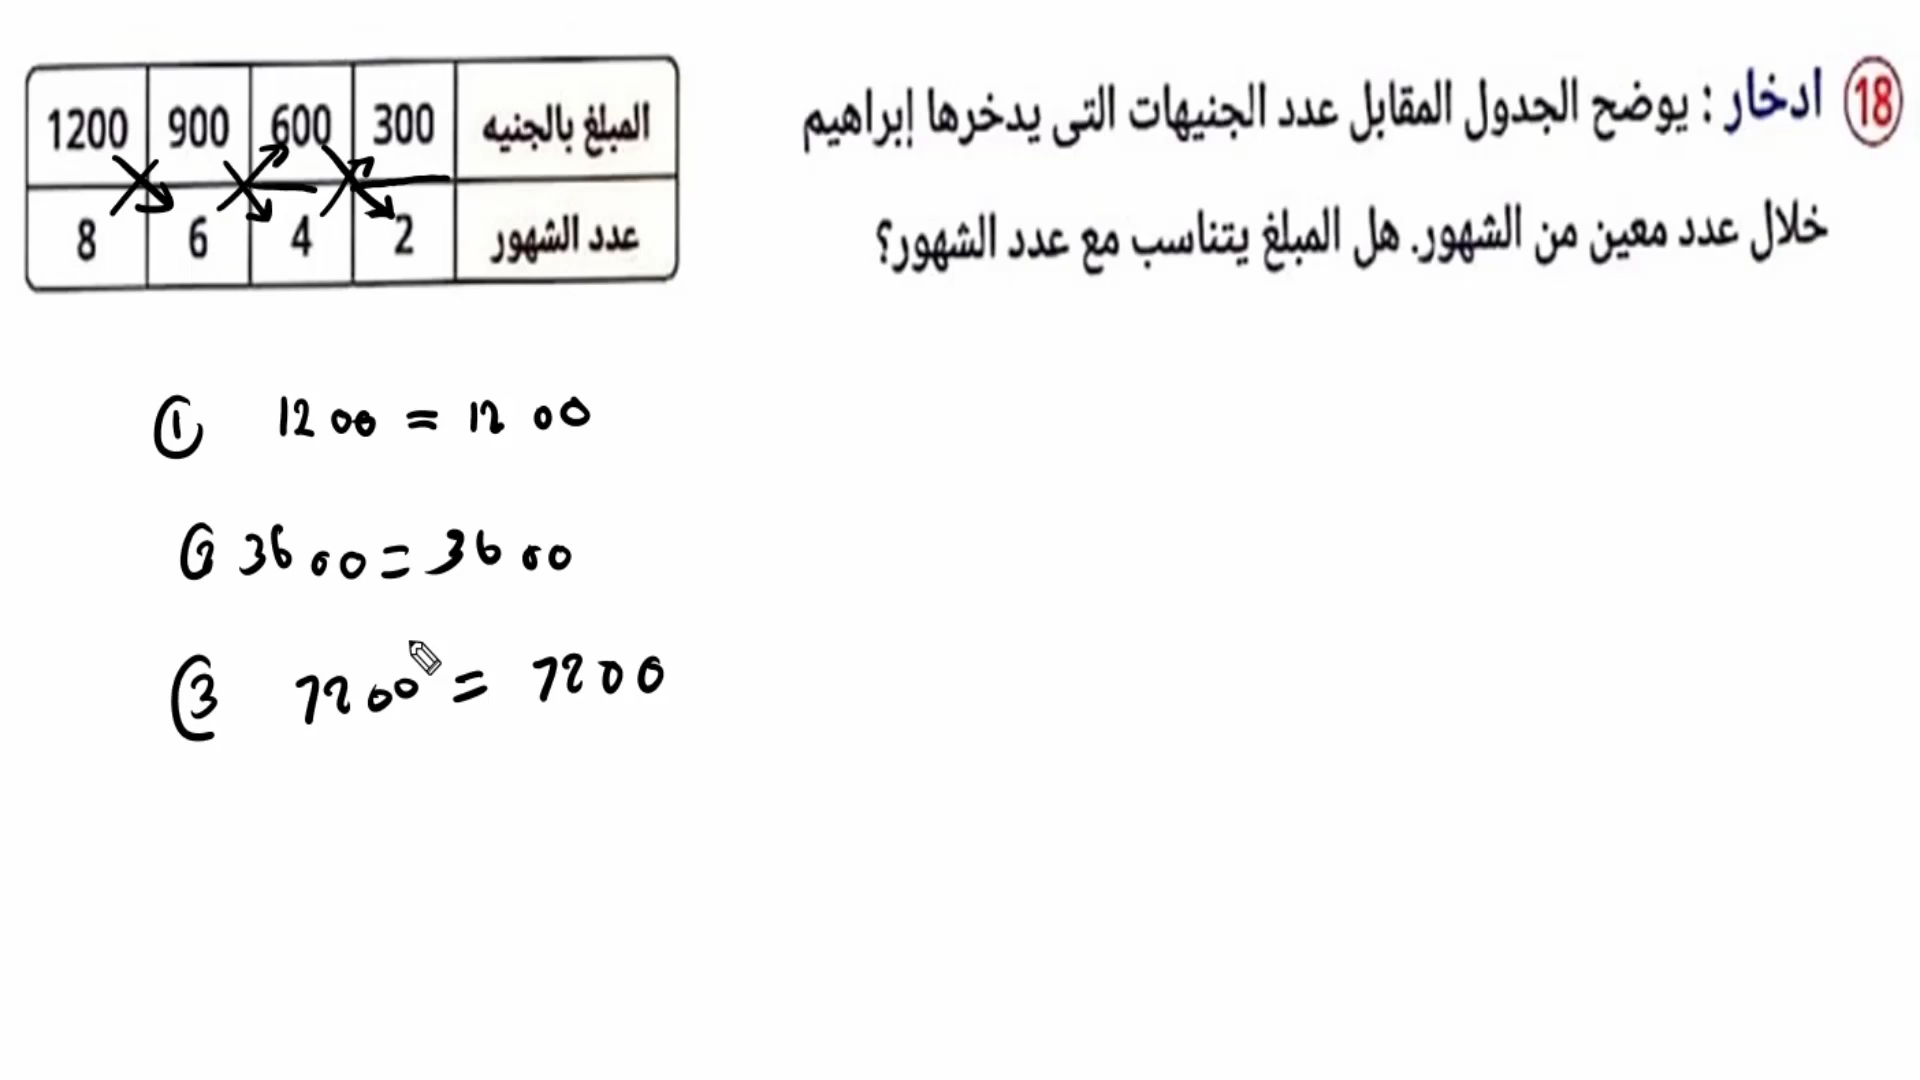 18 ادخار : يوضح الجدول المقابل عدد الجنيهات التى يدخرها إبراهيم
خلال عدد معين من الشهور. هل المبلغ يتناسب مع عدد الشهور؟
المبلغ بالجنيه 300 600 900 1200
عدد الشهور 2 4 6 8
① 1200 = 1200
② 3600 = 3600
③ 7200 = 7200